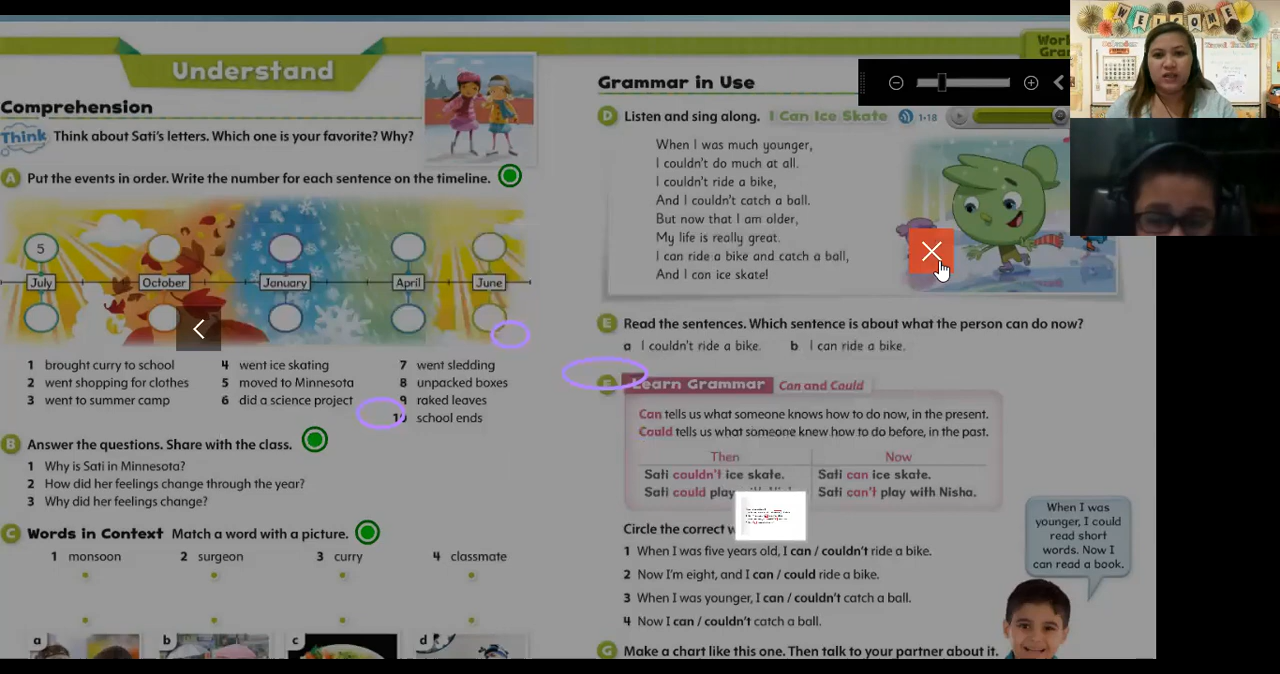 Understand
Comprehension
Think Think about Sati's letters. Which one is your favorite? Why?
A Put the events in order. Write the number for each sentence on the timeline.
5
July October January April June
1 brought curry to school
2 went shopping for clothes
3 went to summer camp
4 went ice skating
5 moved to Minnesota
6 did a science project
7 went sledding
8 unpacked boxes
9 raked leaves
10 school ends
B Answer the questions. Share with the class.
1 Why is Sati in Minnesota?
2 How did her feelings change through the year?
3 Why did her feelings change?
C Words in Context Match a word with a picture.
1 monsoon 2 surgeon 3 curry 4 classmate
a b c d
Grammar in Use
D Listen and sing along. I Can Ice Skate 1·18
When I was much younger,
I couldn't do much at all.
I couldn't ride a bike,
And I couldn't catch a ball.
But now that I am older,
My life is really great.
I can ride a bike and catch a ball,
And I can ice skate!
E Read the sentences. Which sentence is about what the person can do now?
a I couldn't ride a bike. b I can ride a bike.
F Learn Grammar Can and Could
Can tells us what someone knows how to do now, in the present.
Could tells us what someone knew how to do before, in the past.
Then Now
Sati couldn't ice skate. Sati can ice skate.
Sati could play Sati can't play with Nisha.
Circle the correct
1 When I was five years old, I can / couldn't ride a bike.
2 Now I'm eight, and I can / could ride a bike.
3 When I was younger, I can / couldn't catch a ball.
4 Now I can / couldn't catch a ball.
When I was
younger, I could
read short
words. Now I
can read a book.
G Make a chart like this one. Then talk to your partner about it.
WELCOME